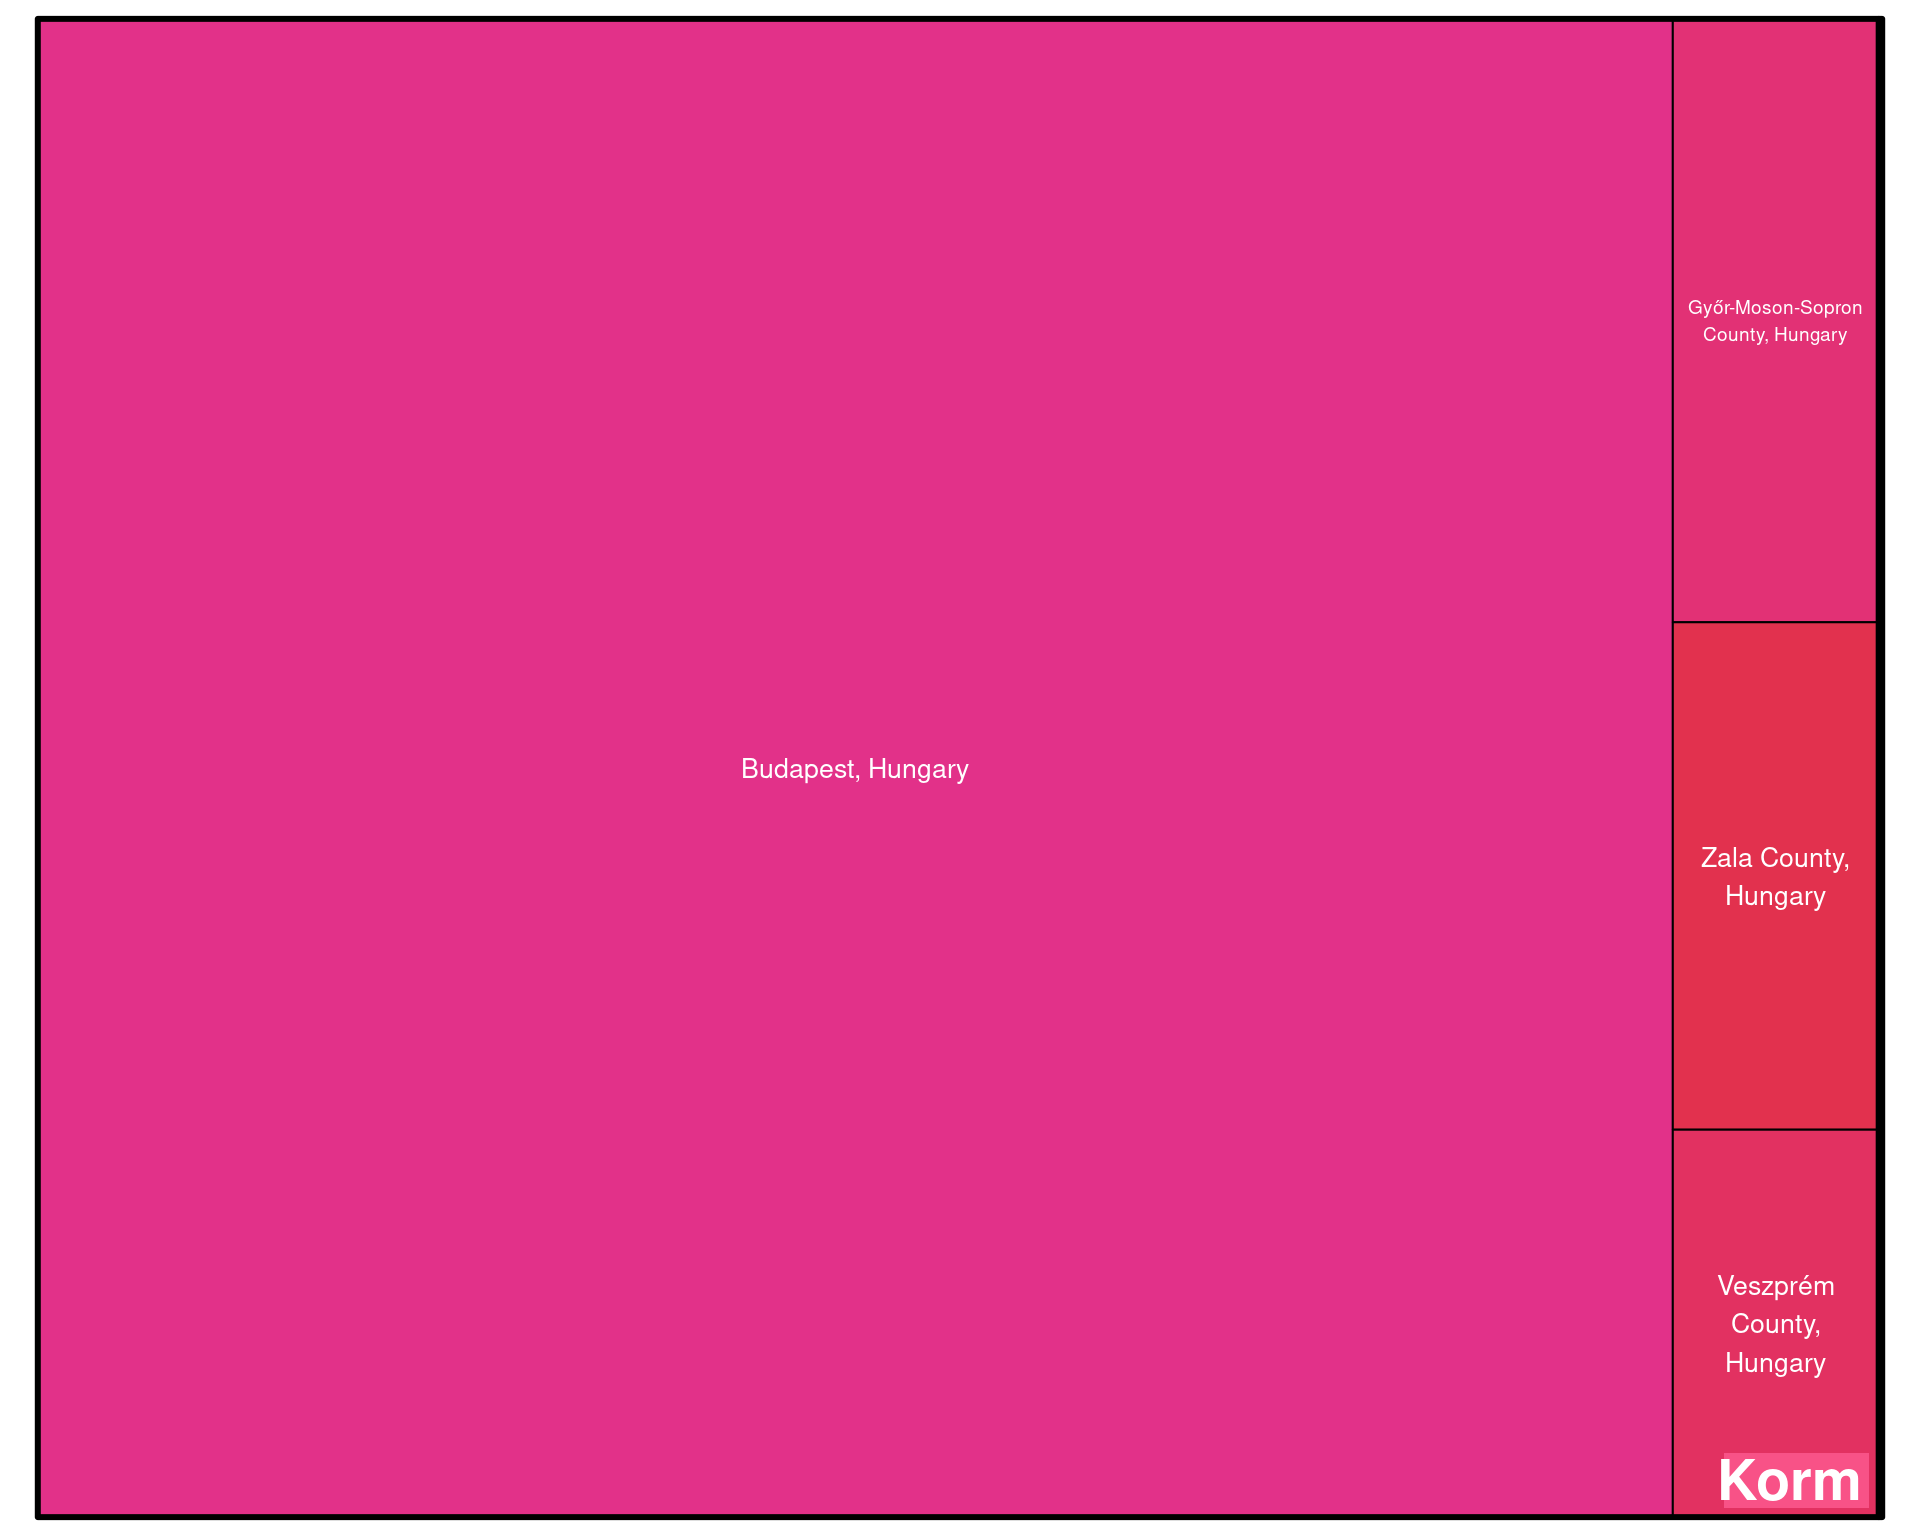 Budapest, Hungary
Győr-Moson-Sopron
County, Hungary
Zala County,
Hungary
Veszprém
County,
Hungary
Korm